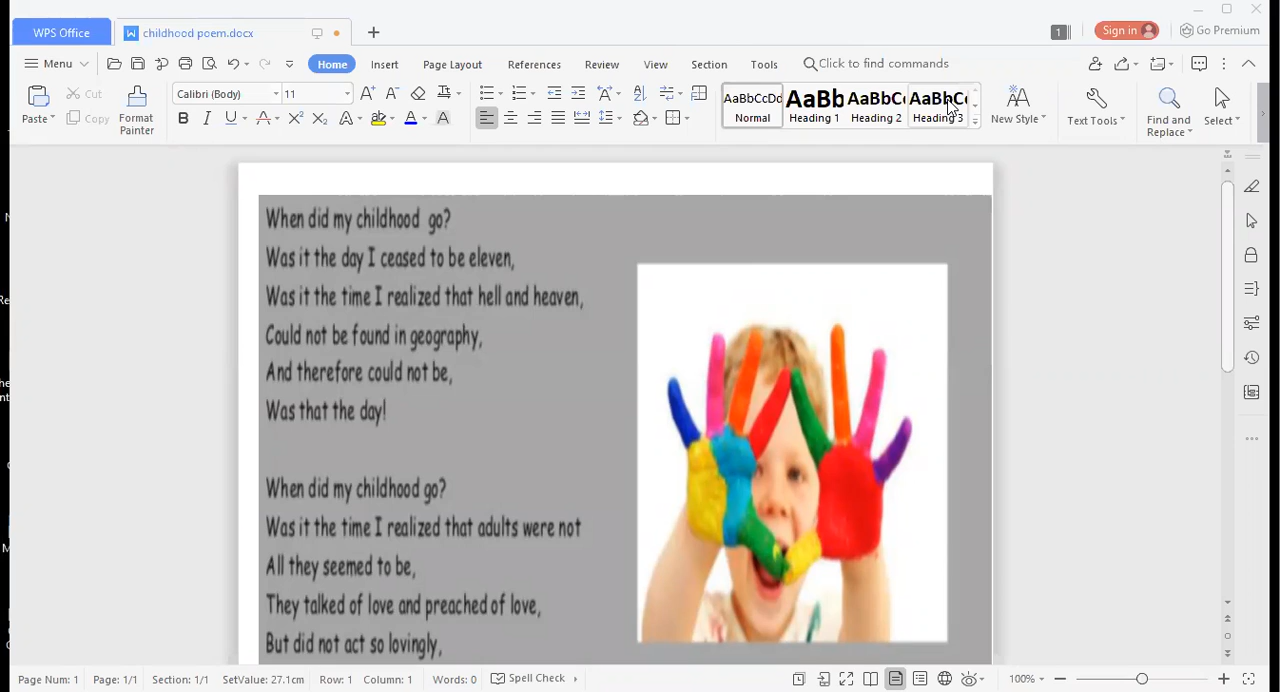 WPS Office
childhood poem.docx
1
Sign in
Go Premium
Menu
Home
Insert
Page Layout
References
Review
View
Section
Tools
Click to find commands
Paste
Cut
Copy
Format Painter
Calibri (Body)
11
AaBbCcDd
Normal
AaBb
Heading 1
AaBbC
Heading 2
AaBbC
Heading 3
New Style
Text Tools
Find and Replace
Select
When did my childhood go?
Was it the day I ceased to be eleven,
Was it the time I realized that hell and heaven,
Could not be found in geography,
And therefore could not be,
Was that the day!
When did my childhood go?
Was it the time I realized that adults were not
All they seemed to be,
They talked of love and preached of love,
But did not act so lovingly,
Page Num: 1
Page: 1/1
Section: 1/1
SetValue: 27.1cm
Row: 1
Column: 1
Words: 0
Spell Check
100%